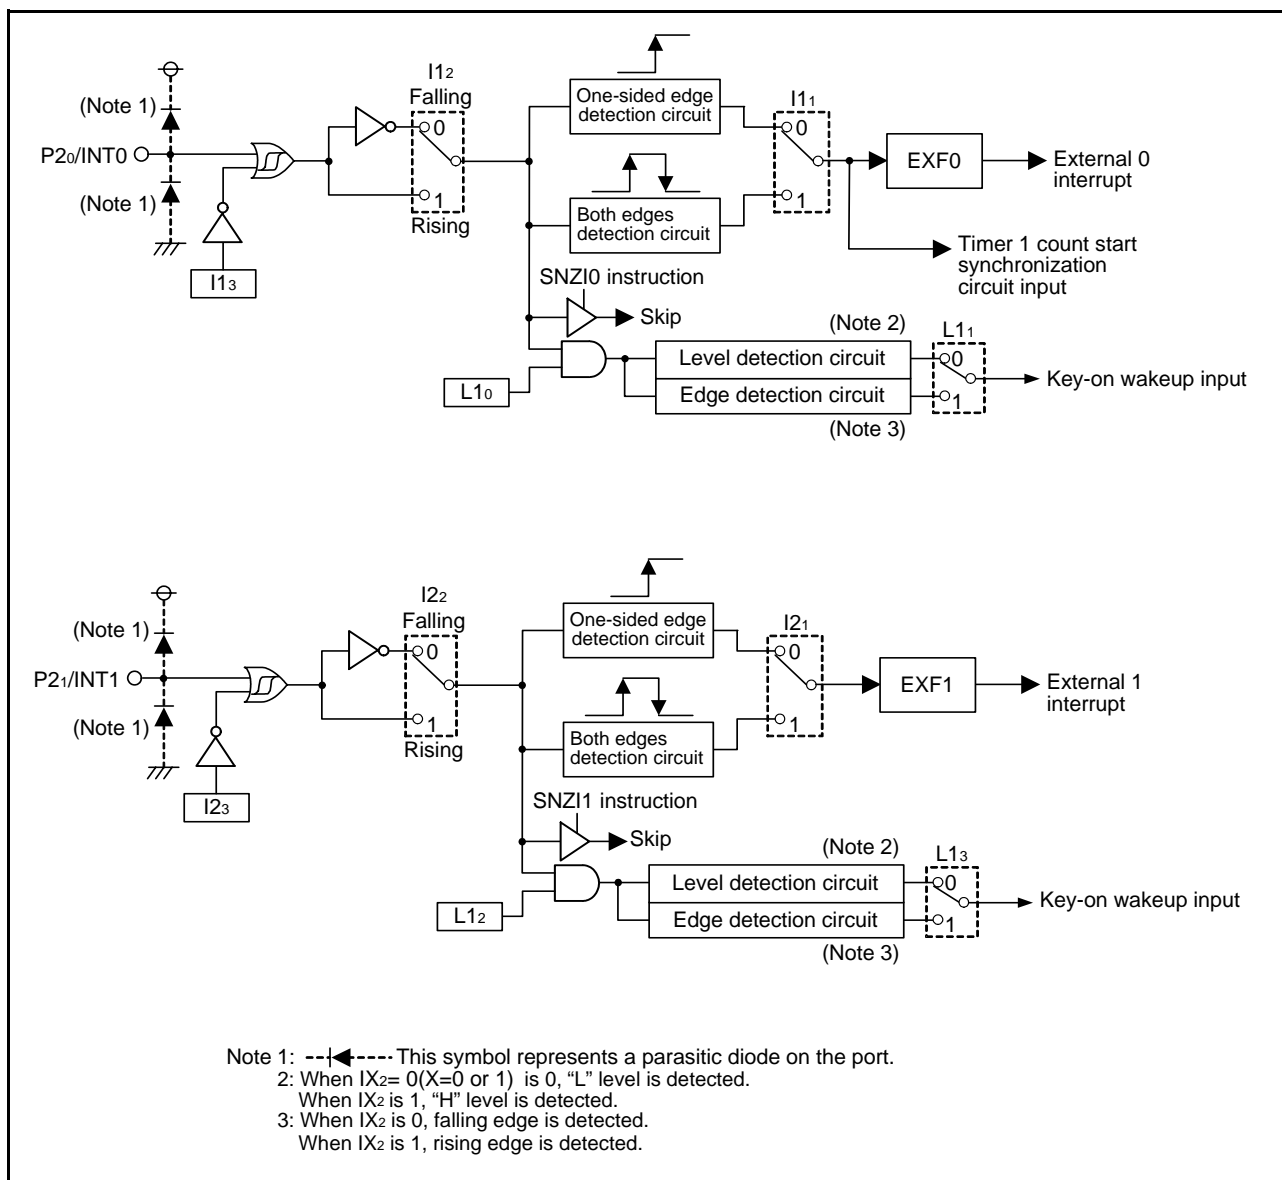 I12
Falling
0
1
Rising
(Note 1)
P20/INT0
(Note 1)
I13
One-sided edge
detection circuit
Both edges
detection circuit
I11
0
1
EXF0
External 0
interrupt
Timer 1 count start
synchronization
circuit input
SNZI0 instruction
Skip
L10
(Note 2)
Level detection circuit
Edge detection circuit
(Note 3)
L11
0
1
Key-on wakeup input
I22
Falling
0
1
Rising
(Note 1)
P21/INT1
(Note 1)
I23
One-sided edge
detection circuit
Both edges
detection circuit
I21
0
1
EXF1
External 1
interrupt
SNZI1 instruction
Skip
L12
(Note 2)
Level detection circuit
Edge detection circuit
(Note 3)
L13
0
1
Key-on wakeup input
Note 1: This symbol represents a parasitic diode on the port.
2: When IX2= 0(X=0 or 1) is 0, “L” level is detected.
When IX2 is 1, “H” level is detected.
3: When IX2 is 0, falling edge is detected.
When IX2 is 1, rising edge is detected.